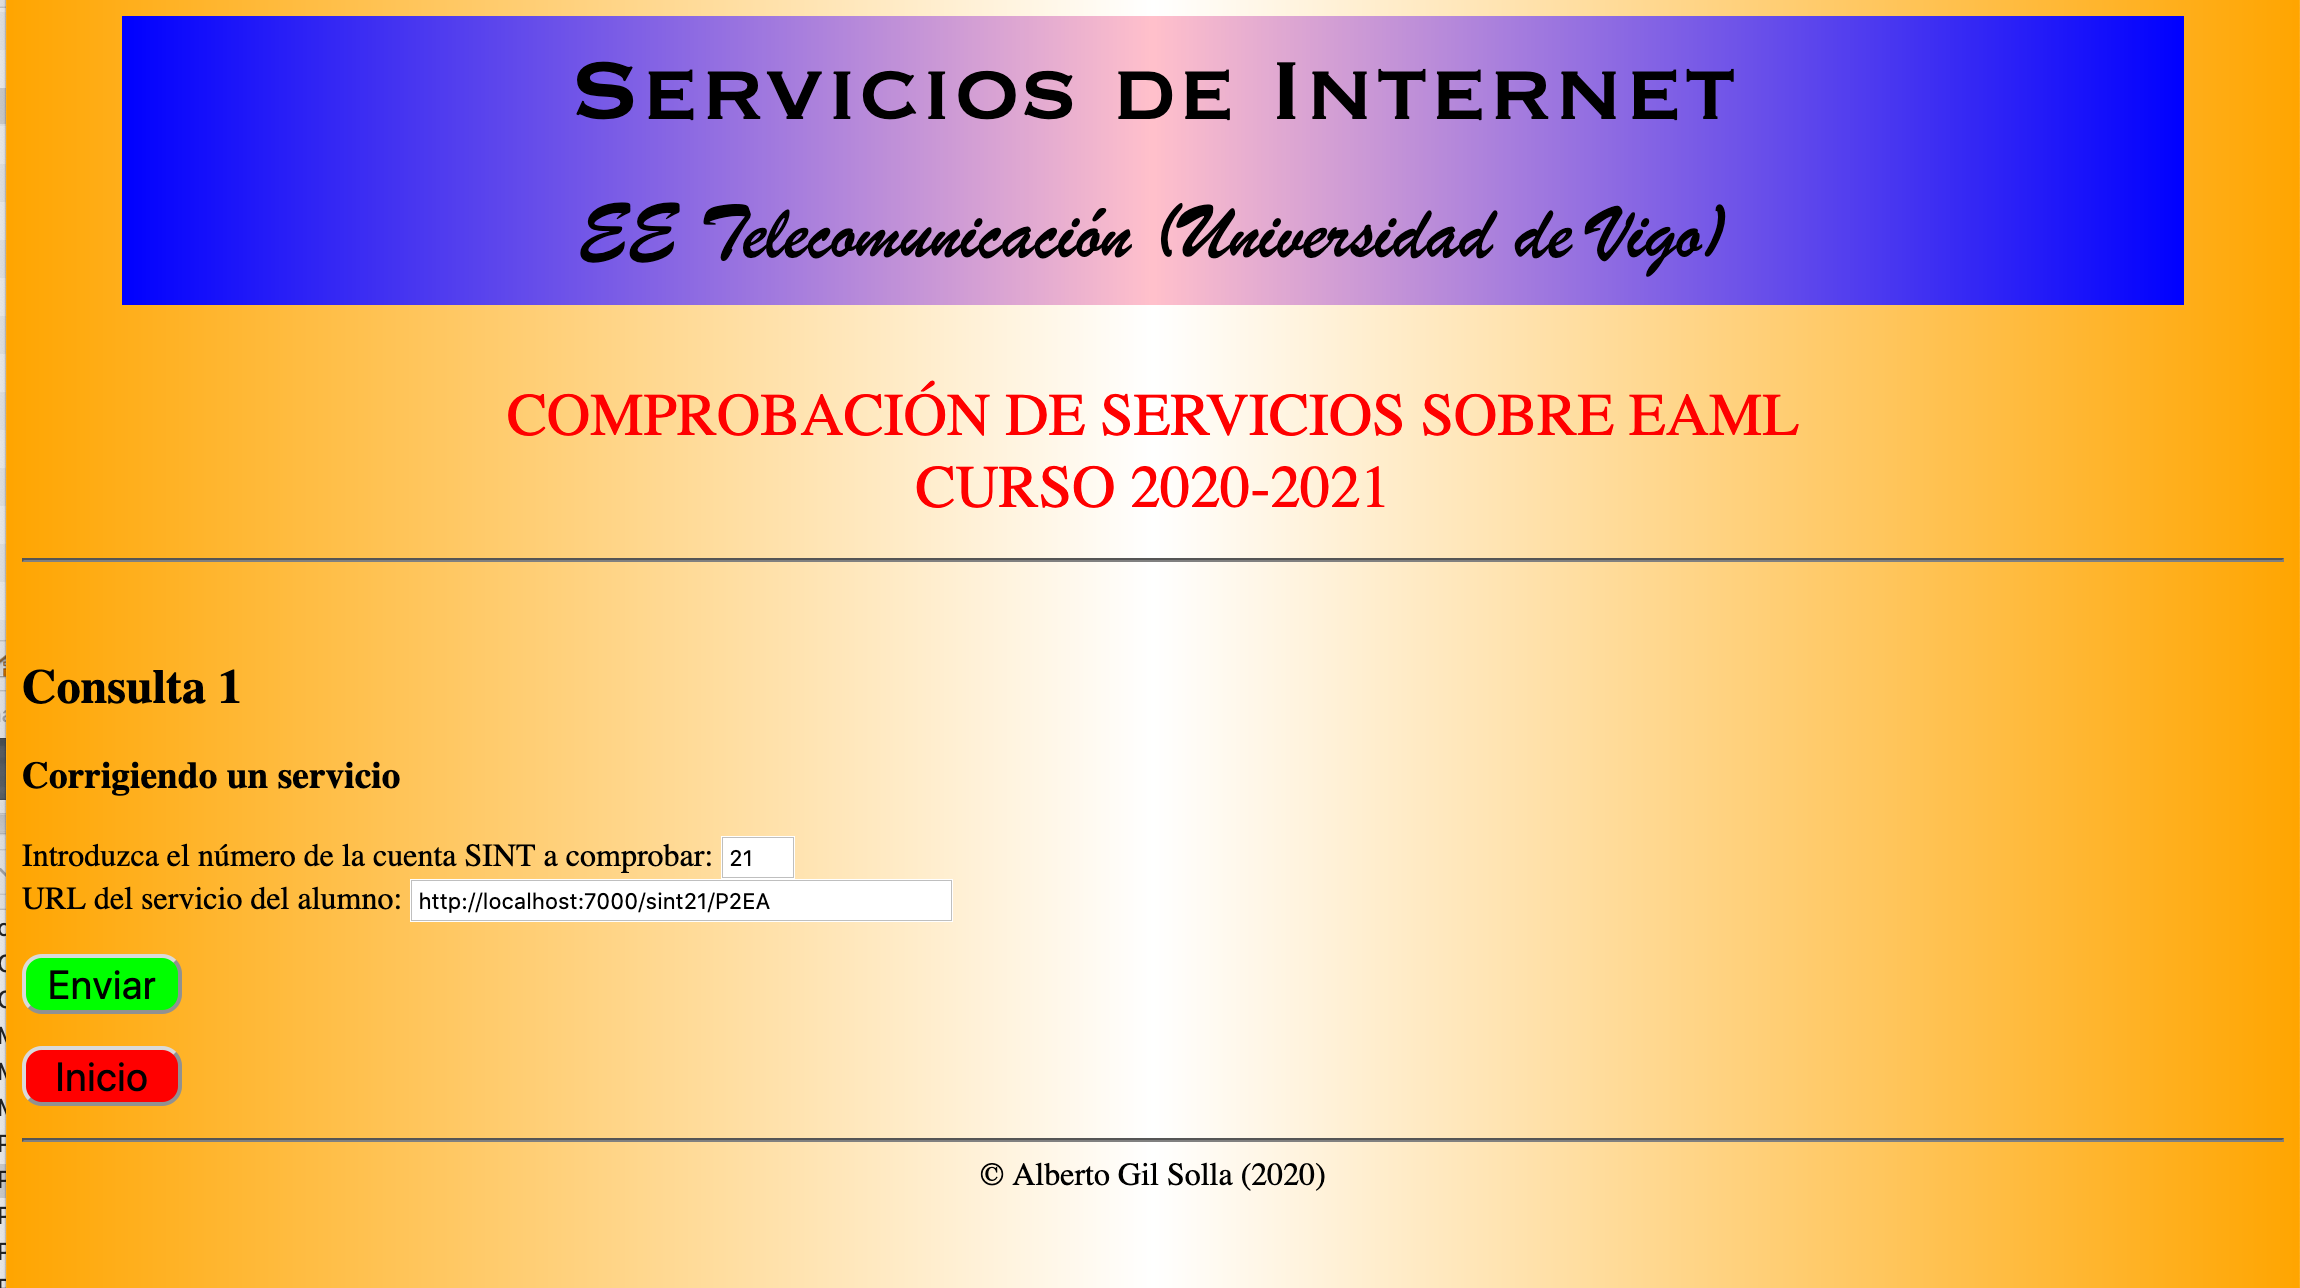 Servicios de Internet
EE Telecomunicación (Universidad de Vigo)
COMPROBACIÓN DE SERVICIOS SOBRE EAML
CURSO 2020-2021
Consulta 1
Corrigiendo un servicio
Introduzca el número de la cuenta SINT a comprobar: 21
URL del servicio del alumno: http://localhost:7000/sint21/P2EA
Enviar
Inicio
© Alberto Gil Solla (2020)